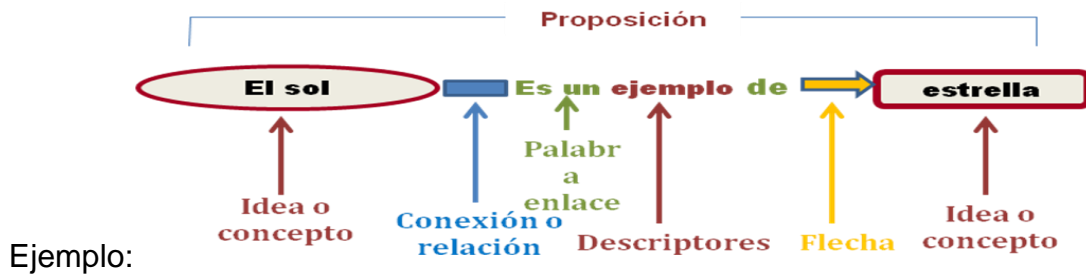 Proposición
El sol Es un ejemplo de estrella
Palabr
a
enlace
Idea o
concepto
Conexión o
relación
Descriptores
Flecha
Idea o
concepto
Ejemplo: